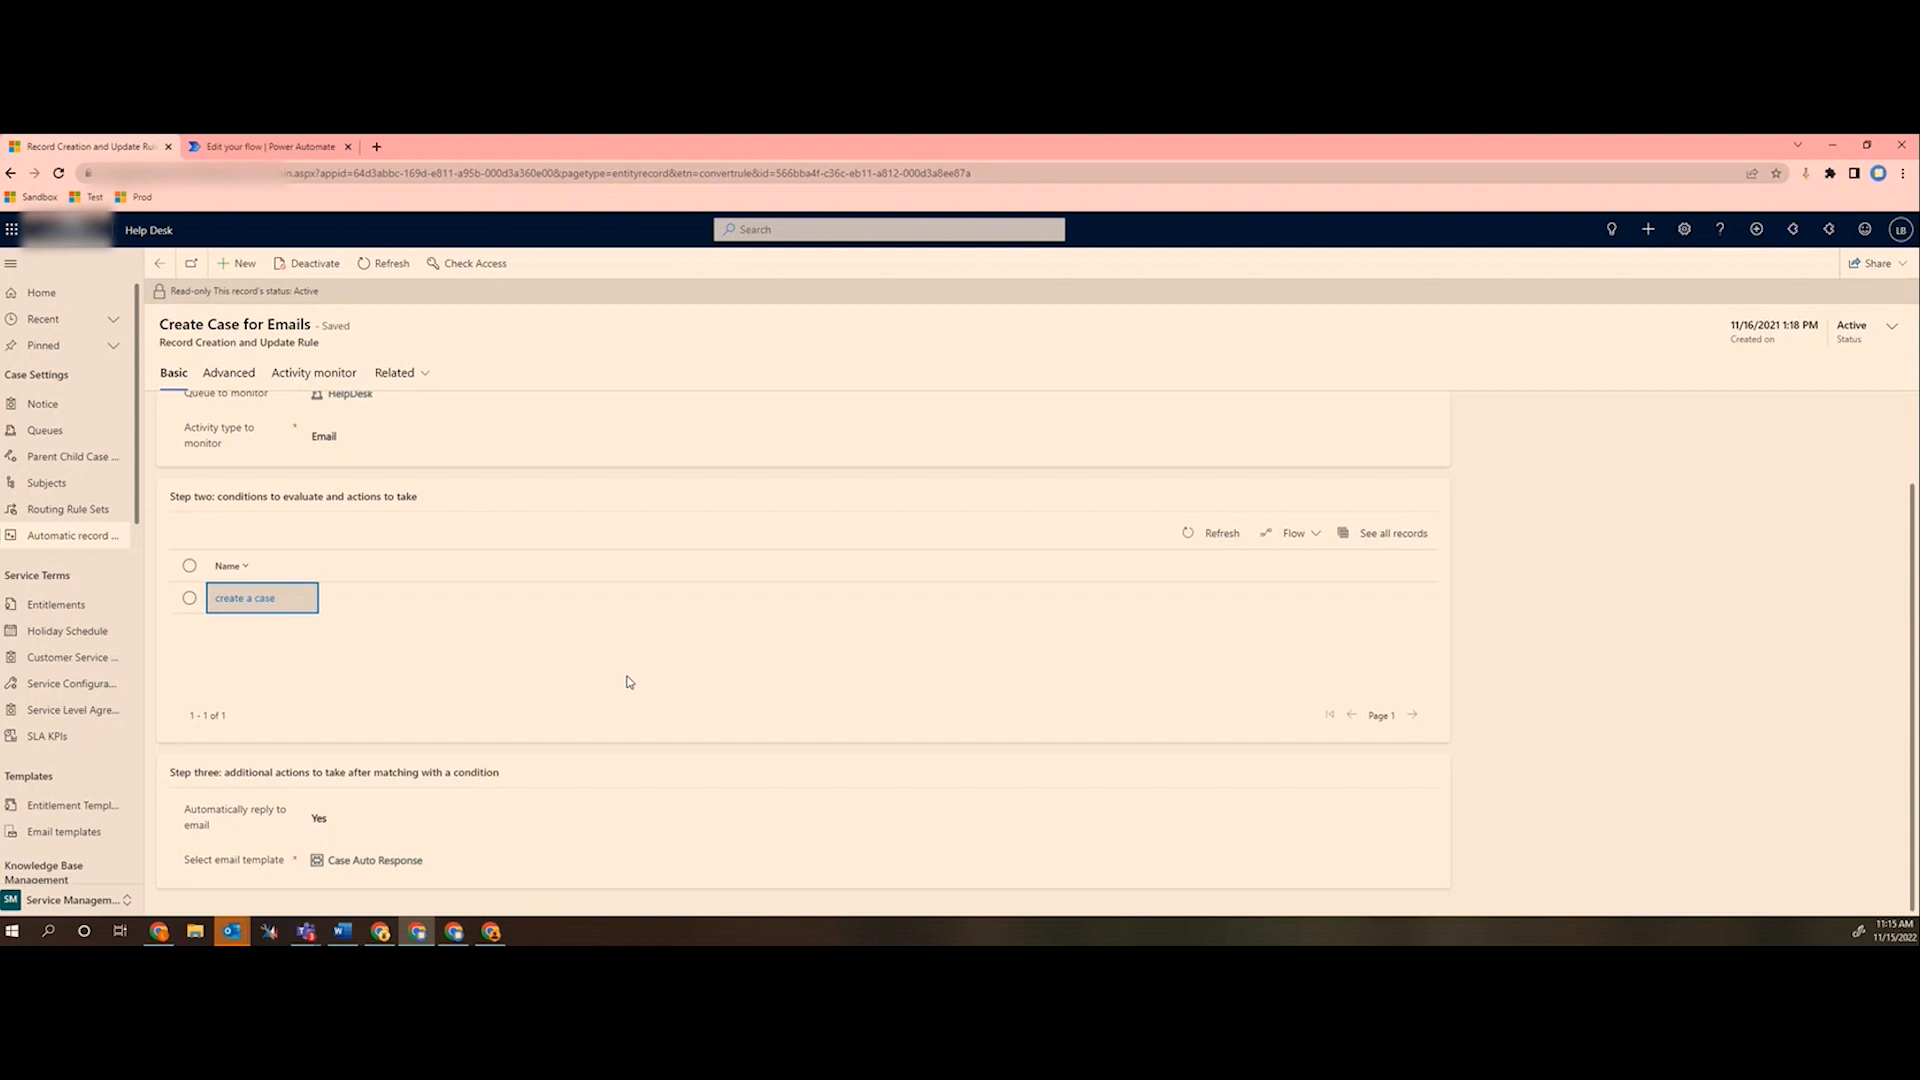 Record Creation and Update Rul
Edit your flow | Power Automate
in.aspx?appid=64d3abbc-169d-e811-a95b-000d3a360e00&pagetype=entityrecord&etn=convertrule&id=566bba4f-c36c-eb11-a812-000d3a8ee87a
Sandbox Test Prod
Help Desk
Search
LB
New Deactivate Refresh Check Access
Share
Read-only This record's status: Active
Home
Recent
Pinned
Case Settings
Notice
Queues
Parent Child Case ...
Subjects
Routing Rule Sets
Automatic record ...
Service Terms
Entitlements
Holiday Schedule
Customer Service ...
Service Configura...
Service Level Agre...
SLA KPIs
Templates
Entitlement Templ...
Email templates
Knowledge Base
Management
SM Service Managem...
Create Case for Emails - Saved
Record Creation and Update Rule
11/16/2021 1:18 PM
Created on
Active
Status
Basic Advanced Activity monitor Related
Queue to monitor HelpDesk
Activity type to
monitor
* Email
Step two: conditions to evaluate and actions to take
Refresh Flow See all records
Name
create a case
1 - 1 of 1
Page 1
Step three: additional actions to take after matching with a condition
Automatically reply to
email
Yes
Select email template * Case Auto Response
11:15 AM
11/15/2022